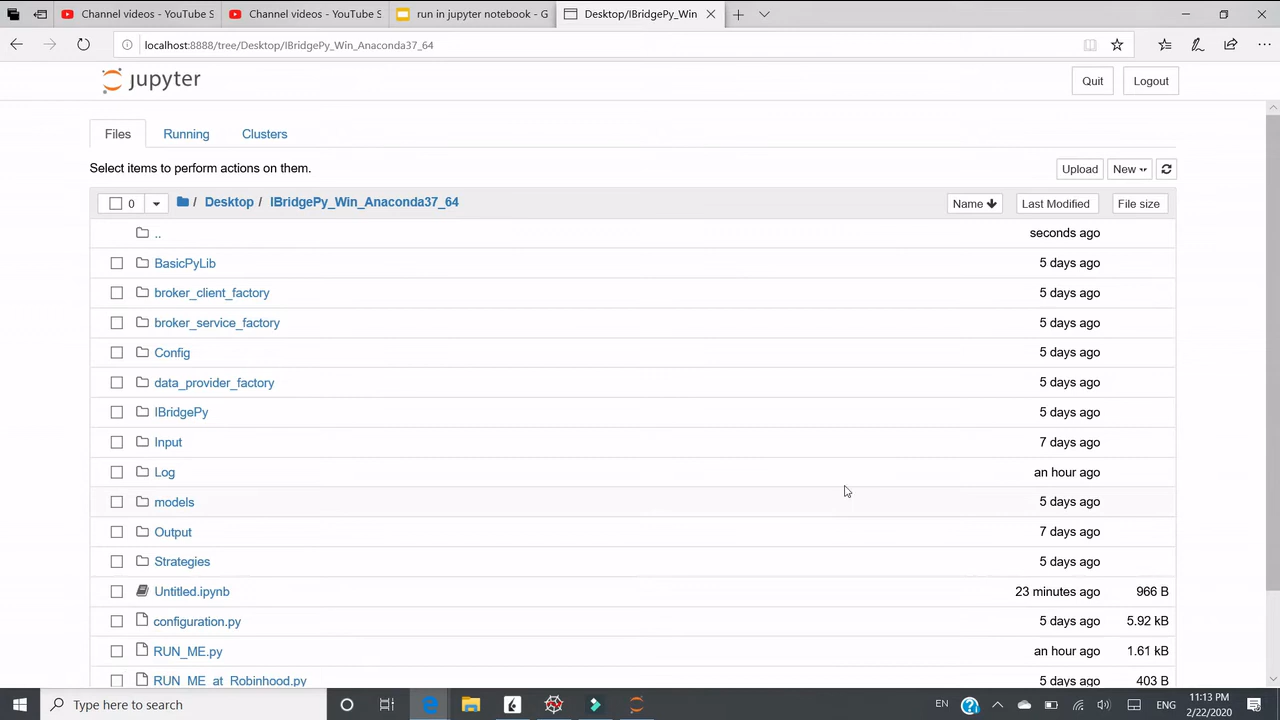 Channel videos - YouTube S
Channel videos - YouTube S
run in jupyter notebook - G
Desktop/IBridgePy_Win
localhost:8888/tree/Desktop/IBridgePy_Win_Anaconda37_64
jupyter
Quit
Logout
Files
Running
Clusters
Select items to perform actions on them.
Upload
New
0
/ Desktop / IBridgePy_Win_Anaconda37_64
Name
Last Modified
File size
.. seconds ago
BasicPyLib 5 days ago
broker_client_factory 5 days ago
broker_service_factory 5 days ago
Config 5 days ago
data_provider_factory 5 days ago
IBridgePy 5 days ago
Input 7 days ago
Log an hour ago
models 5 days ago
Output 7 days ago
Strategies 5 days ago
Untitled.ipynb 23 minutes ago 966 B
configuration.py 5 days ago 5.92 kB
RUN_ME.py an hour ago 1.61 kB
RUN_ME_at_Robinhood.py 5 days ago 403 B
Type here to search
EN
ENG
11:13 PM
2/22/2020